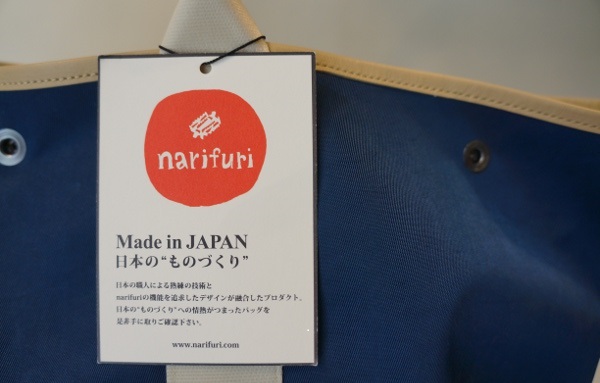 narifuri
Made in JAPAN
日本の“ものづくり”
日本の職人による熟練の技術と
narifuriの機能を追求したデザインが融合したプロダクト。
日本の“ものづくり”への情熱がつまったバッグを
是非手に取りご確認下さい。
www.narifuri.com